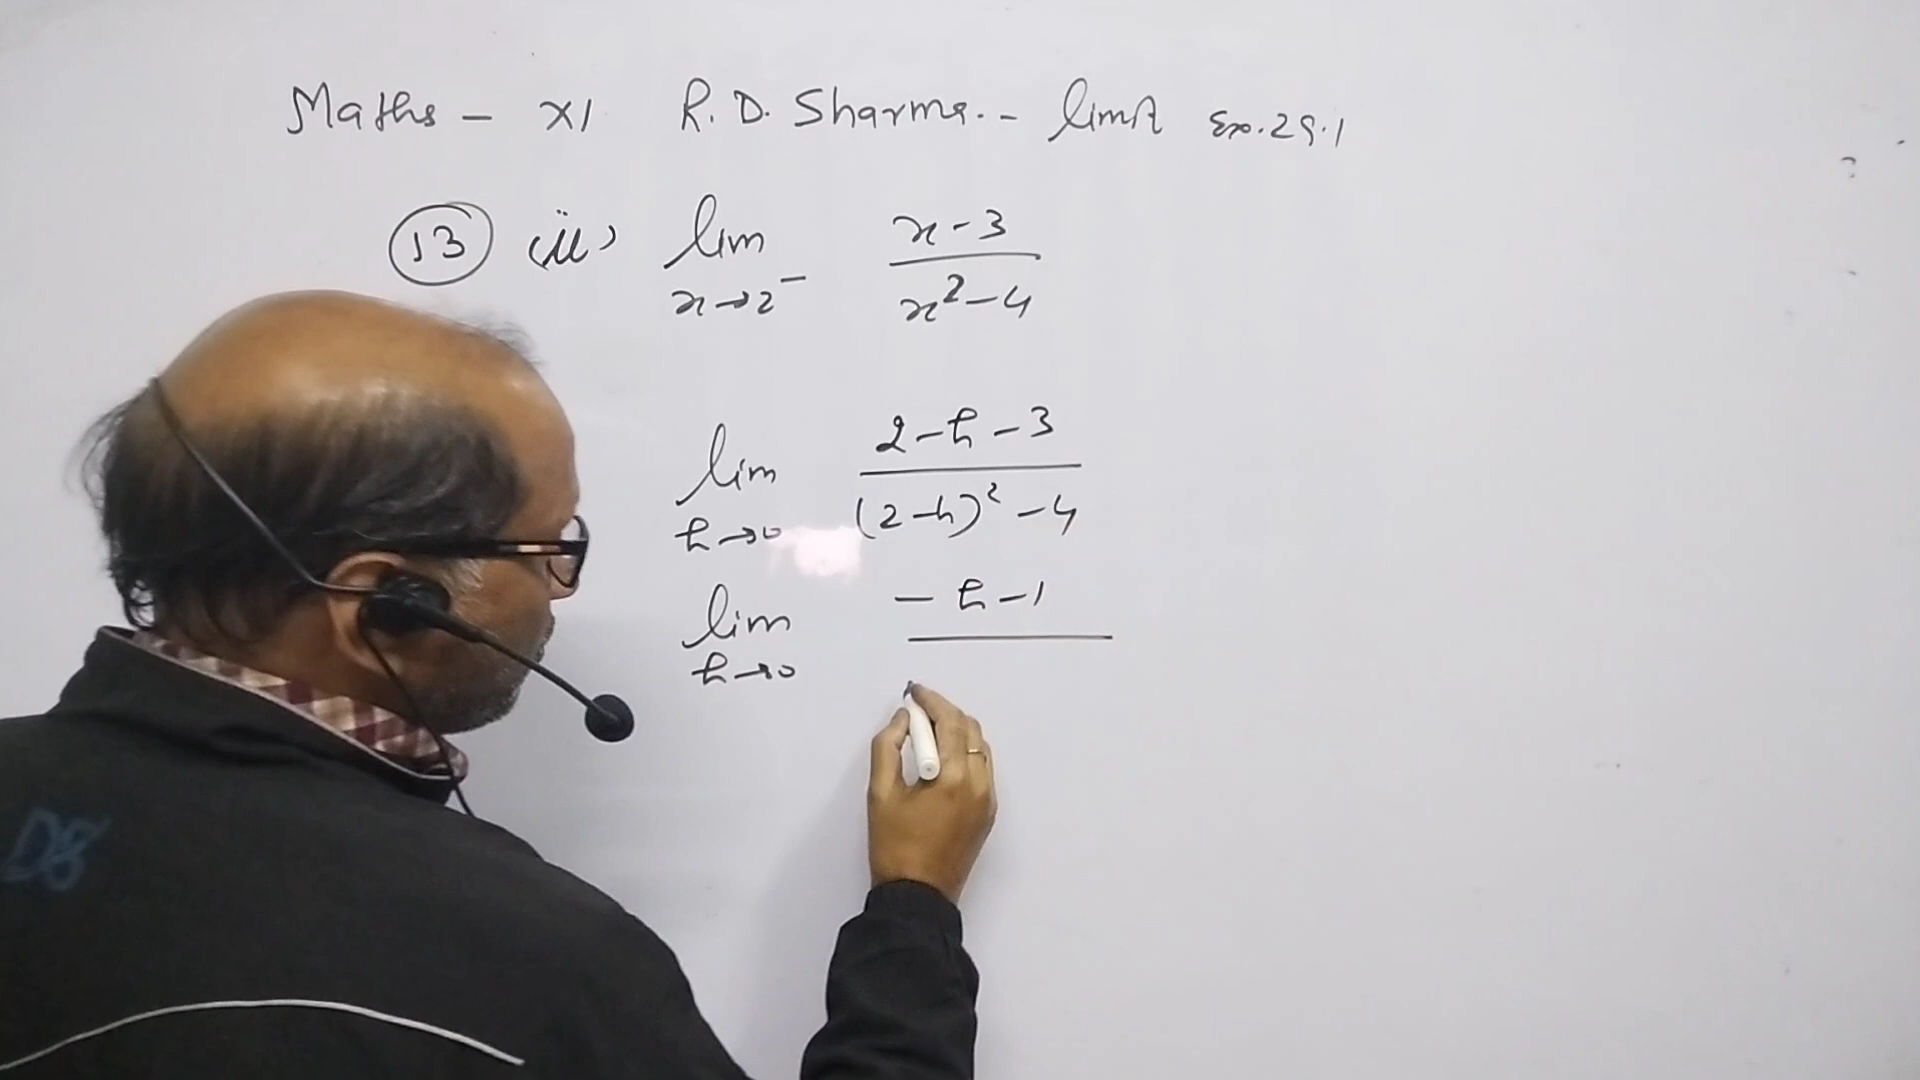 Maths - XI R.D. Sharma. - limit Ex. 29.1
13 (ii) lim x→2⁻ (x-3)/(x²-4)
lim h→0 (2-h-3)/((2-h)²-4)
lim h→0 -h-1
DB